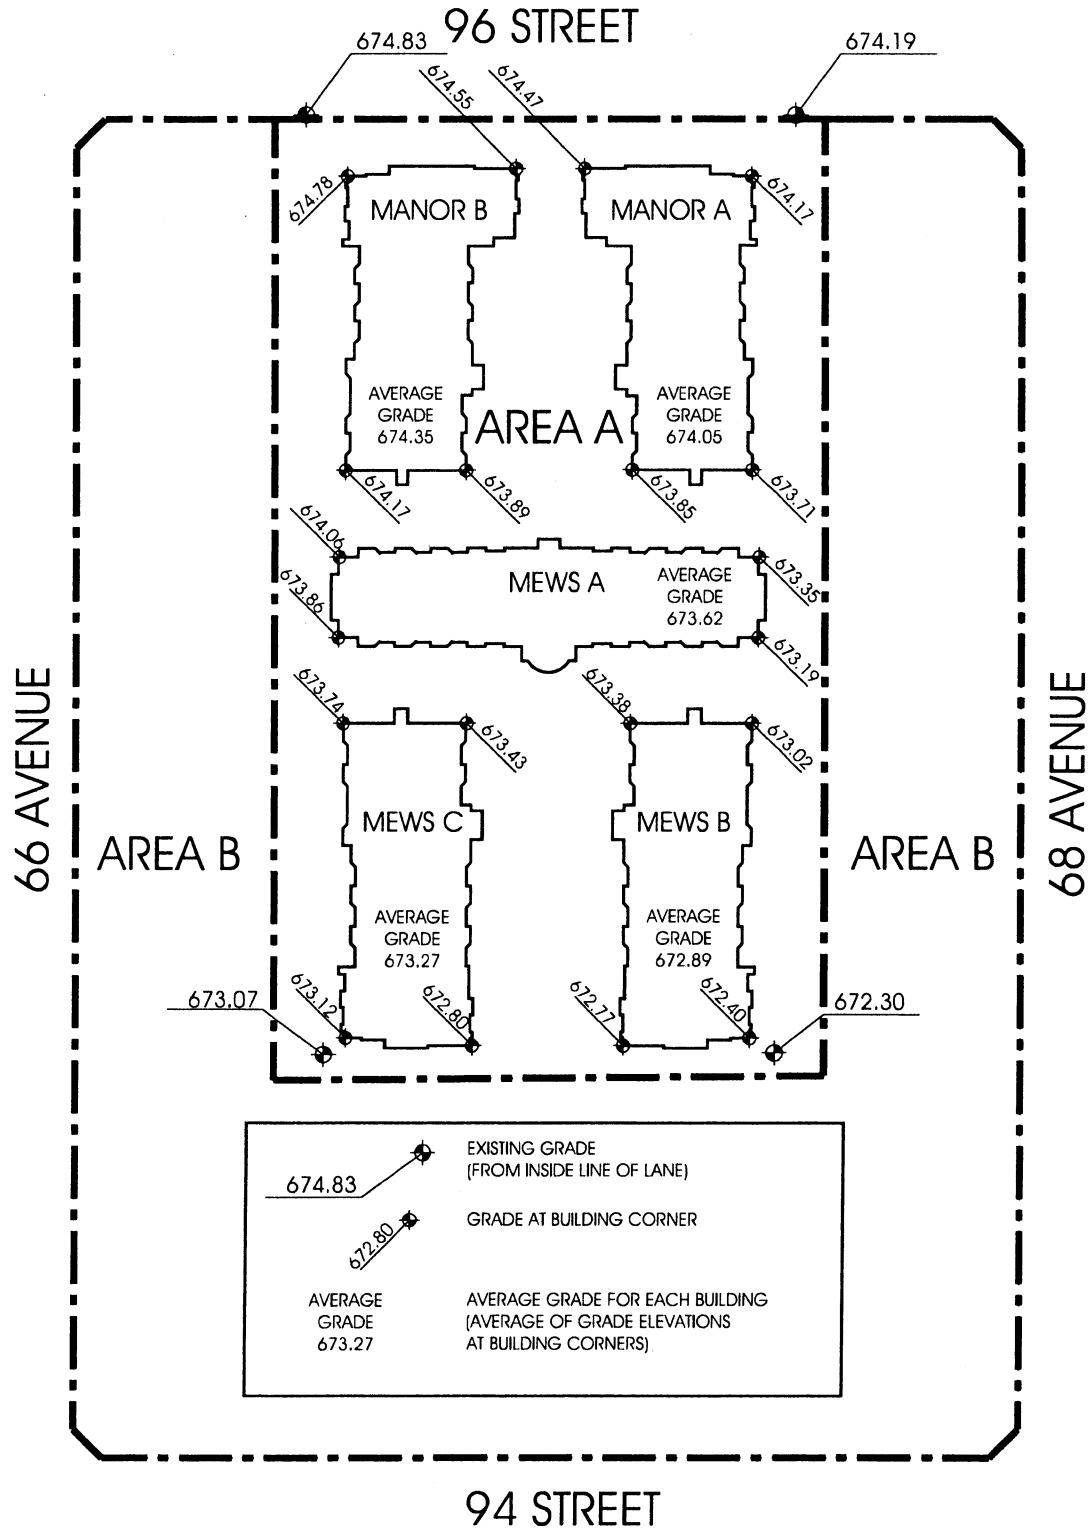 96 STREET
674.83
674.19
674.55
674.47
674.78
674.17
MANOR B
MANOR A
AVERAGE
GRADE
674.35
AREA A
AVERAGE
GRADE
674.05
674.17
673.89
673.85
673.71
674.06
673.86
MEWS A
AVERAGE
GRADE
673.62
673.35
673.19
66 AVENUE
68 AVENUE
673.74
673.43
673.38
673.02
MEWS C
MEWS B
AREA B
AREA B
AVERAGE
GRADE
673.27
AVERAGE
GRADE
672.89
673.07
673.12
672.80
672.77
672.40
672.30
674.83
EXISTING GRADE
(FROM INSIDE LINE OF LANE)
672.80
GRADE AT BUILDING CORNER
AVERAGE
GRADE
673.27
AVERAGE GRADE FOR EACH BUILDING
(AVERAGE OF GRADE ELEVATIONS
AT BUILDING CORNERS)
94 STREET